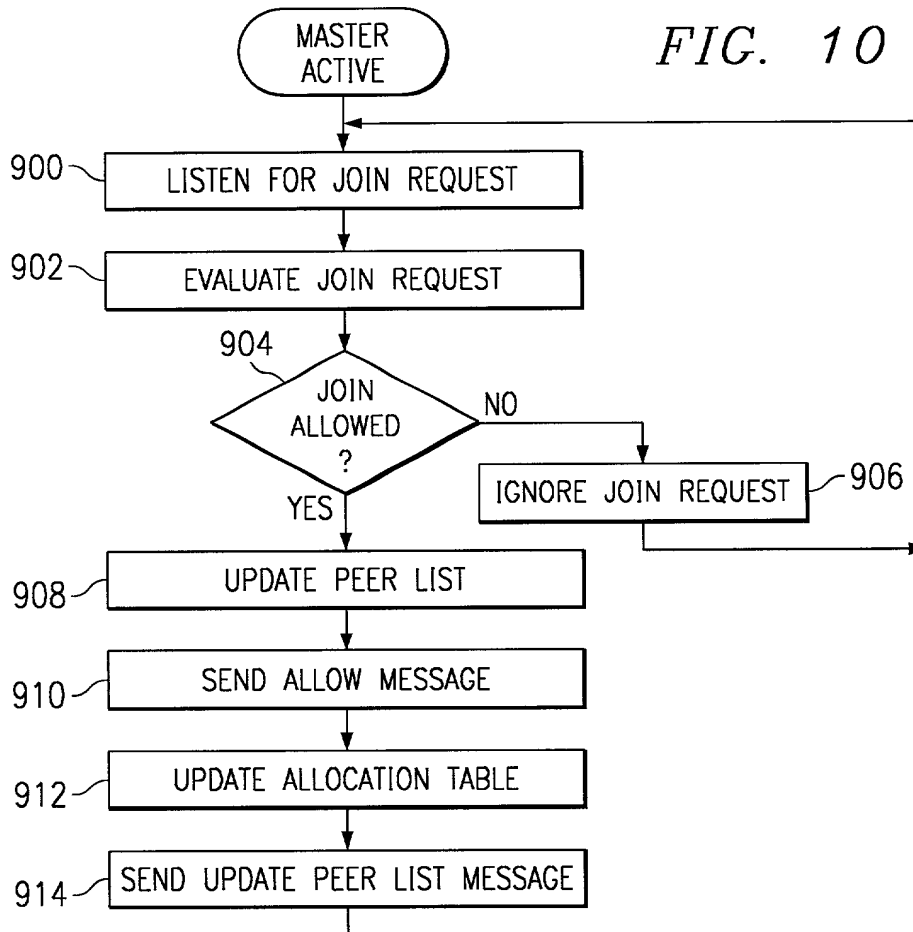 MASTER
ACTIVE
FIG. 10
900
LISTEN FOR JOIN REQUEST
902
EVALUATE JOIN REQUEST
904
JOIN
ALLOWED
?
NO
YES
IGNORE JOIN REQUEST
906
908
UPDATE PEER LIST
910
SEND ALLOW MESSAGE
912
UPDATE ALLOCATION TABLE
914
SEND UPDATE PEER LIST MESSAGE